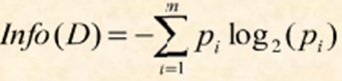 Info(D) = -∑_{i=1}^{m} p_i log_2(p_i)